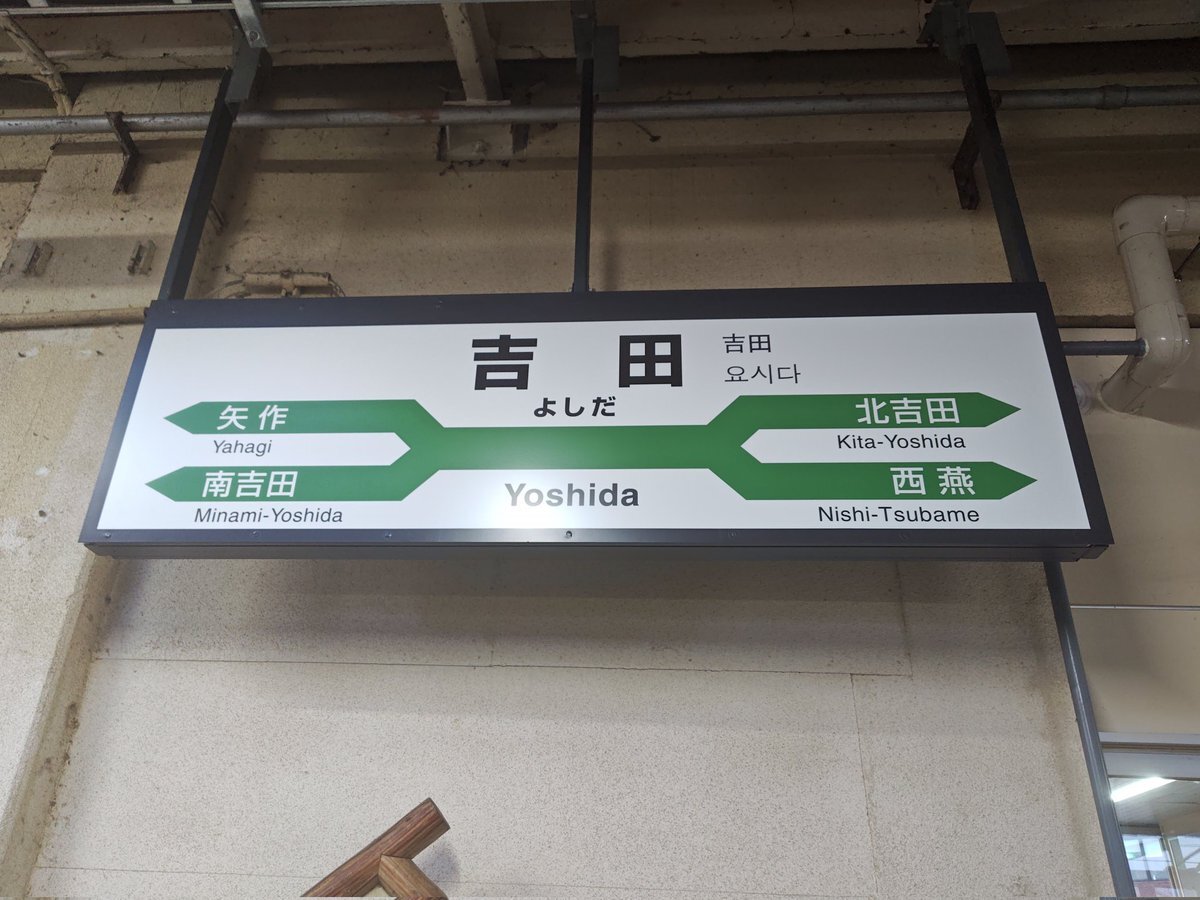 吉田
吉田
요시다
よしだ
矢作
Yahagi
北吉田
Kita-Yoshida
南吉田
Minami-Yoshida
Yoshida
西燕
Nishi-Tsubame